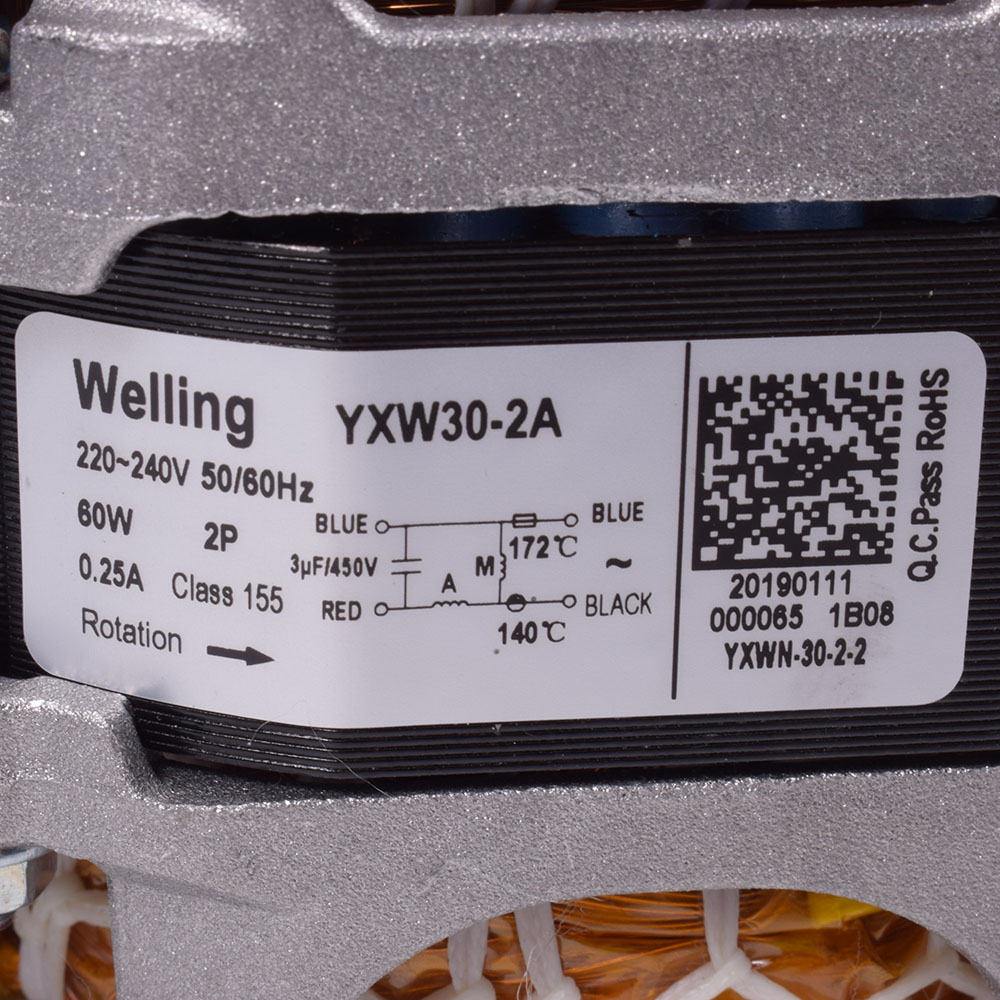 Welling
YXW30-2A
220~240V 50/60Hz
60W 2P
0.25A Class 155
Rotation
BLUE
BLUE
172℃
3μF/450V
M
~
A
RED
BLACK
140℃
Q.C.Pass RoHS
20190111
000065 1B08
YXWN-30-2-2